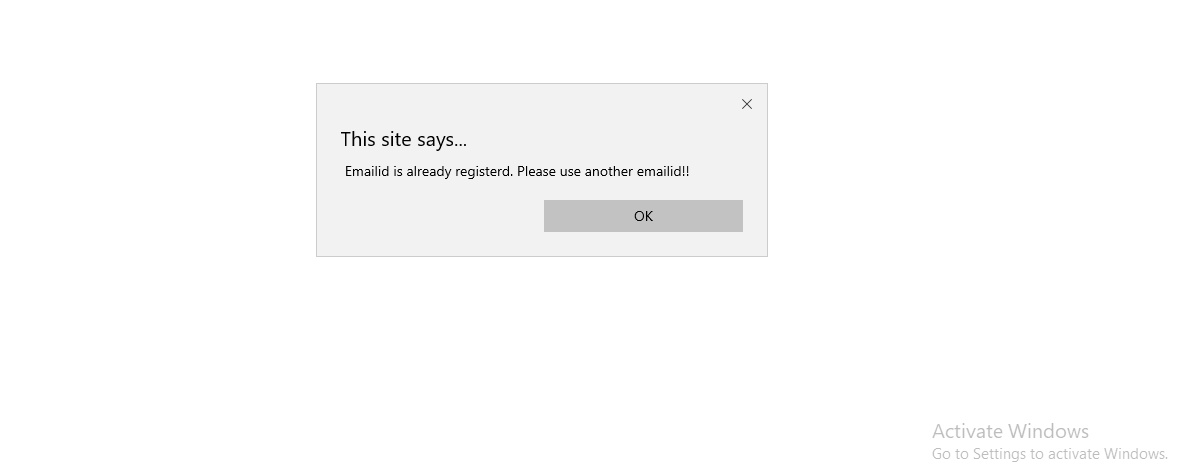 This site says...
Emailid is already registerd. Please use another emailid!!
OK
Activate Windows
Go to Settings to activate Windows.